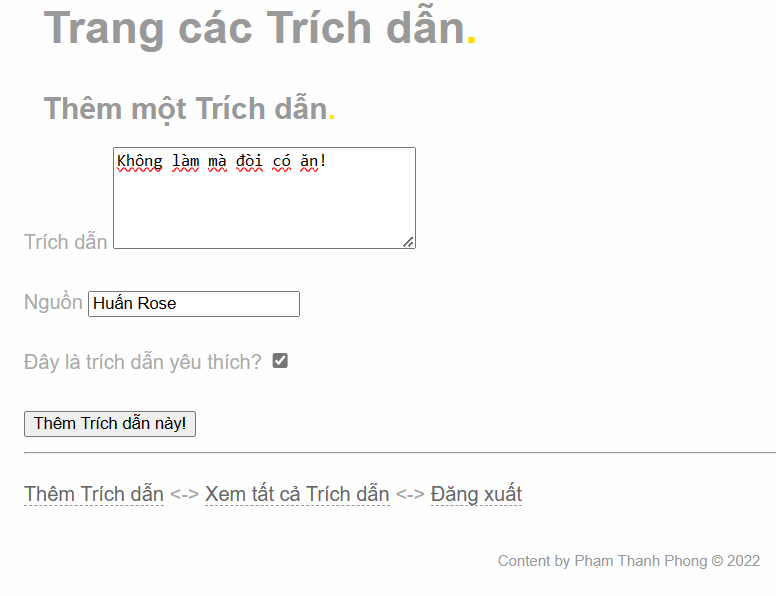 Trang các Trích dẫn.
Thêm một Trích dẫn.
Không làm mà đòi có ăn!
Trích dẫn
Nguồn Huấn Rose
Đây là trích dẫn yêu thích?
Thêm Trích dẫn này!
Thêm Trích dẫn <-> Xem tất cả Trích dẫn <-> Đăng xuất
Content by Phạm Thanh Phong © 2022